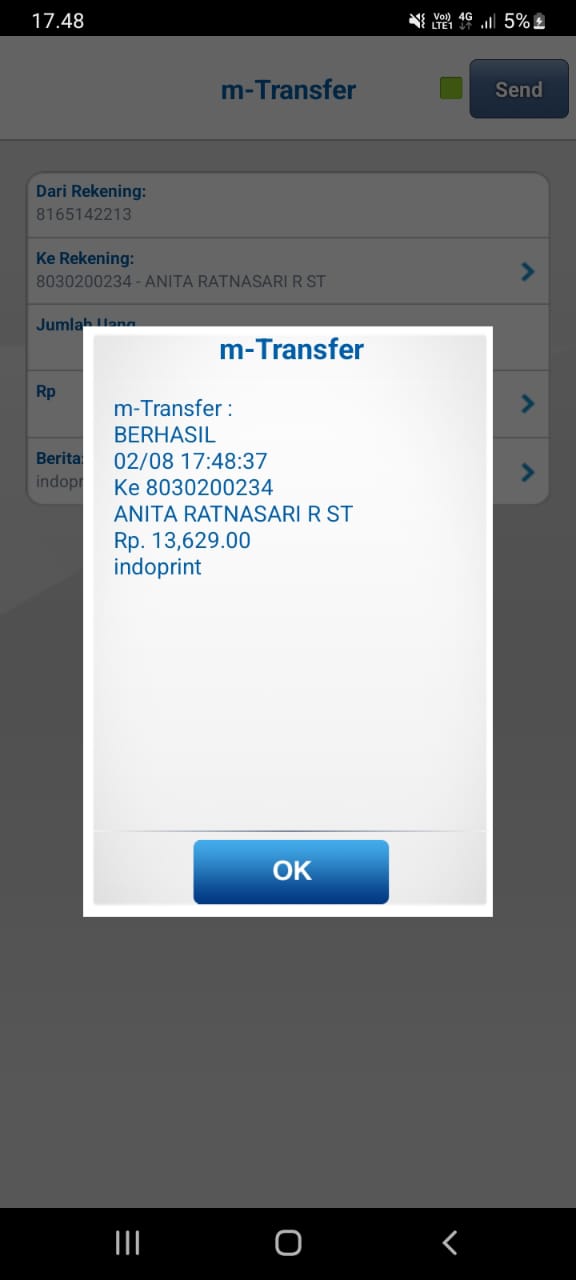 17.48
Vo)) 4G
LTE1
5%
m-Transfer
Send
Dari Rekening:
8165142213
Ke Rekening:
8030200234 - ANITA RATNASARI R ST
Jumlah Uang
Rp
Berita:
indopr
m-Transfer
m-Transfer :
BERHASIL
02/08 17:48:37
Ke 8030200234
ANITA RATNASARI R ST
Rp. 13,629.00
indoprint
OK